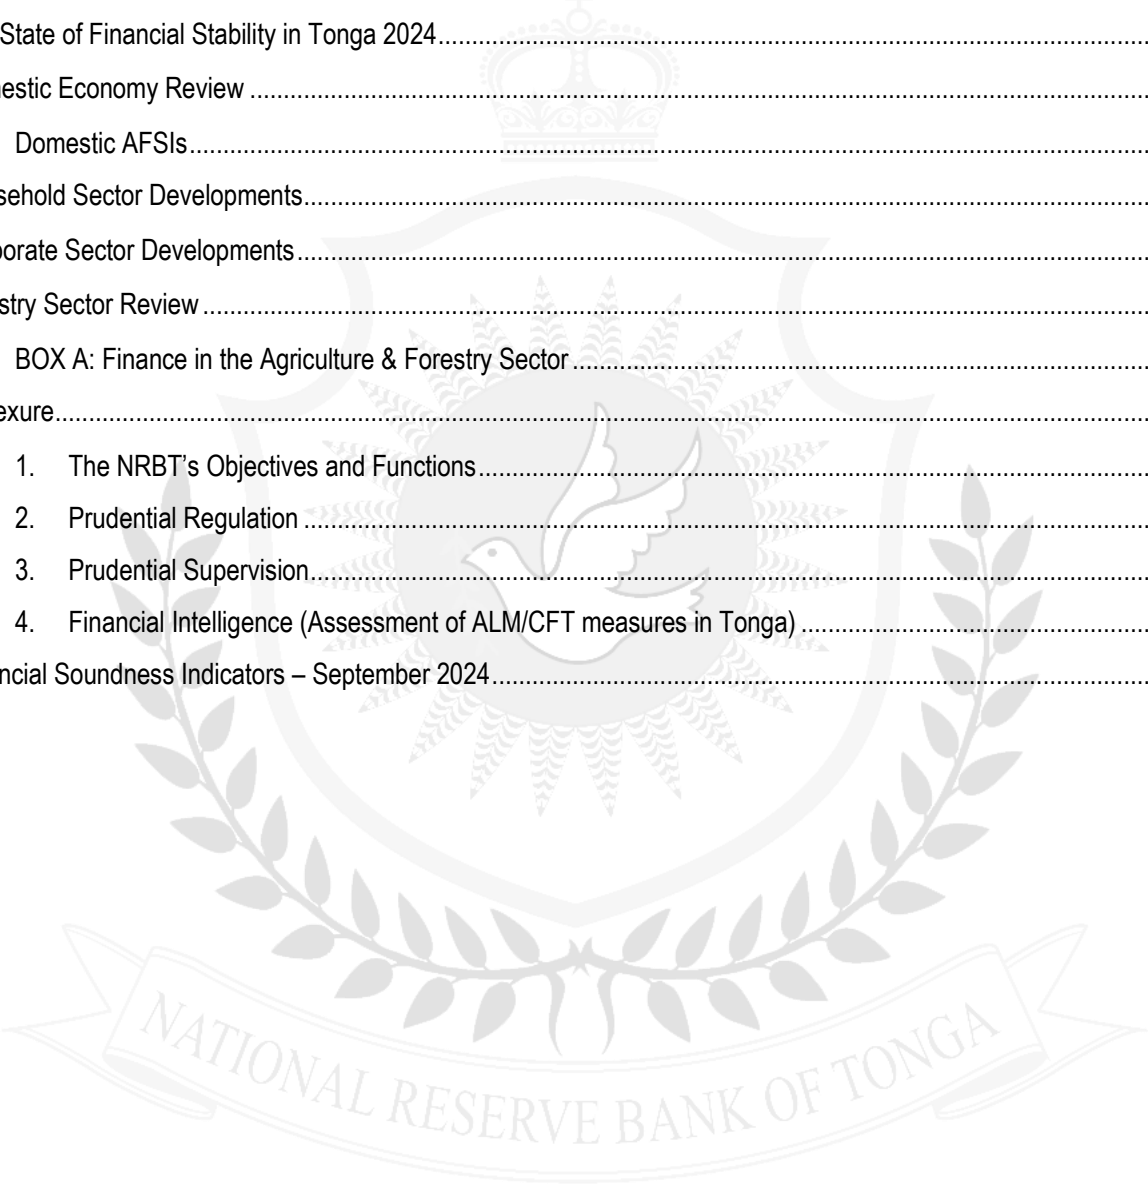 State of Financial Stability in Tonga 2024........................................
nestic Economy Review ........................................
Domestic AFSIs........................................
sehold Sector Developments........................................
porate Sector Developments........................................
stry Sector Review ........................................
BOX A: Finance in the Agriculture & Forestry Sector ........................................
exure........................................
1. The NRBT’s Objectives and Functions........................................
2. Prudential Regulation ........................................
3. Prudential Supervision........................................
4. Financial Intelligence (Assessment of ALM/CFT measures in Tonga) ........................................
ncial Soundness Indicators – September 2024........................................
NATIONAL RESERVE BANK OF TONGA